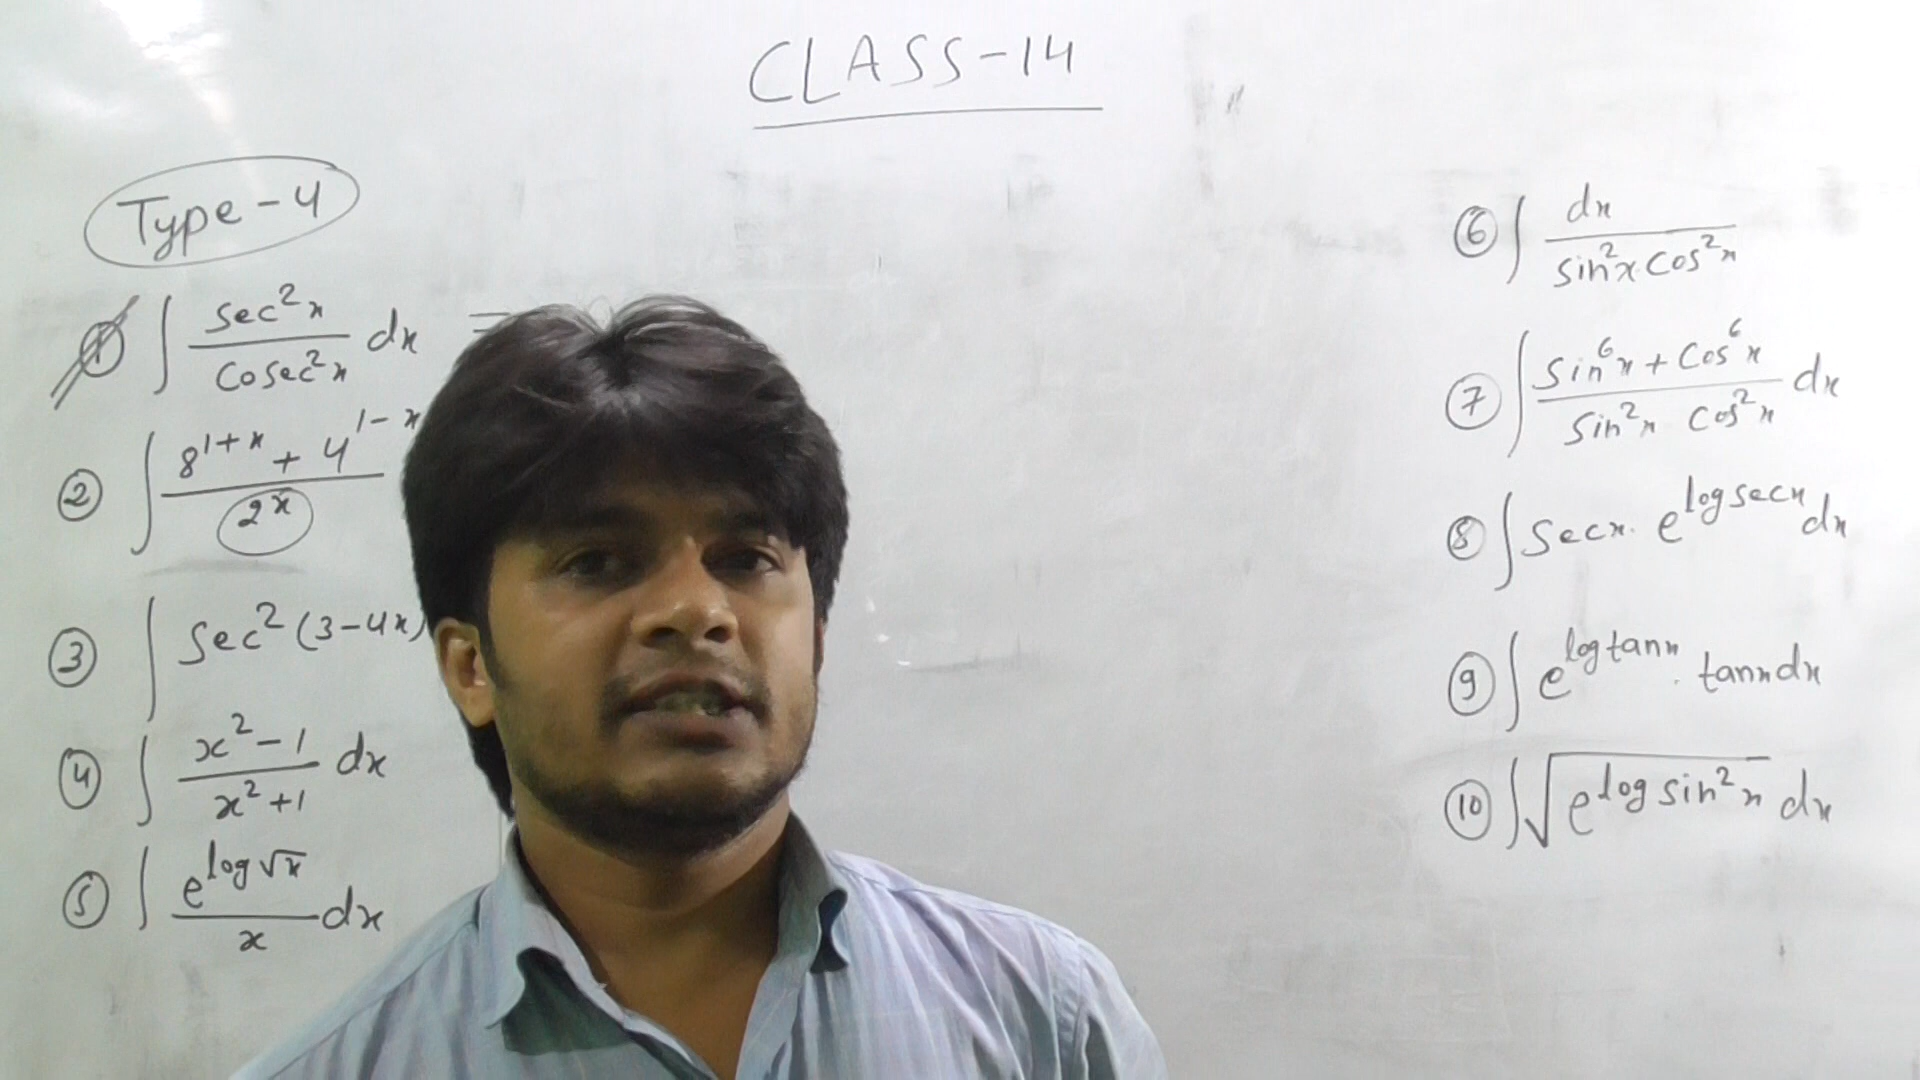 CLASS-14
Type-4
① ∫ sec²x / cosec²x dx =
② ∫ 8^(1+x) + 4^(1-x) / 2^x
③ ∫ sec²(3-4x)
④ ∫ x²-1 / x²+1 dx
⑤ ∫ e^(log√x) / x dx
⑥ ∫ dx / sin²x.cos²x
⑦ ∫ sin⁶x + cos⁶x / sin²x cos²x dx
⑧ ∫ secx. e^(log secx) dx
⑨ ∫ e^(log tanx) . tanx dx
⑩ ∫ √(e^(log sin²x)) dx